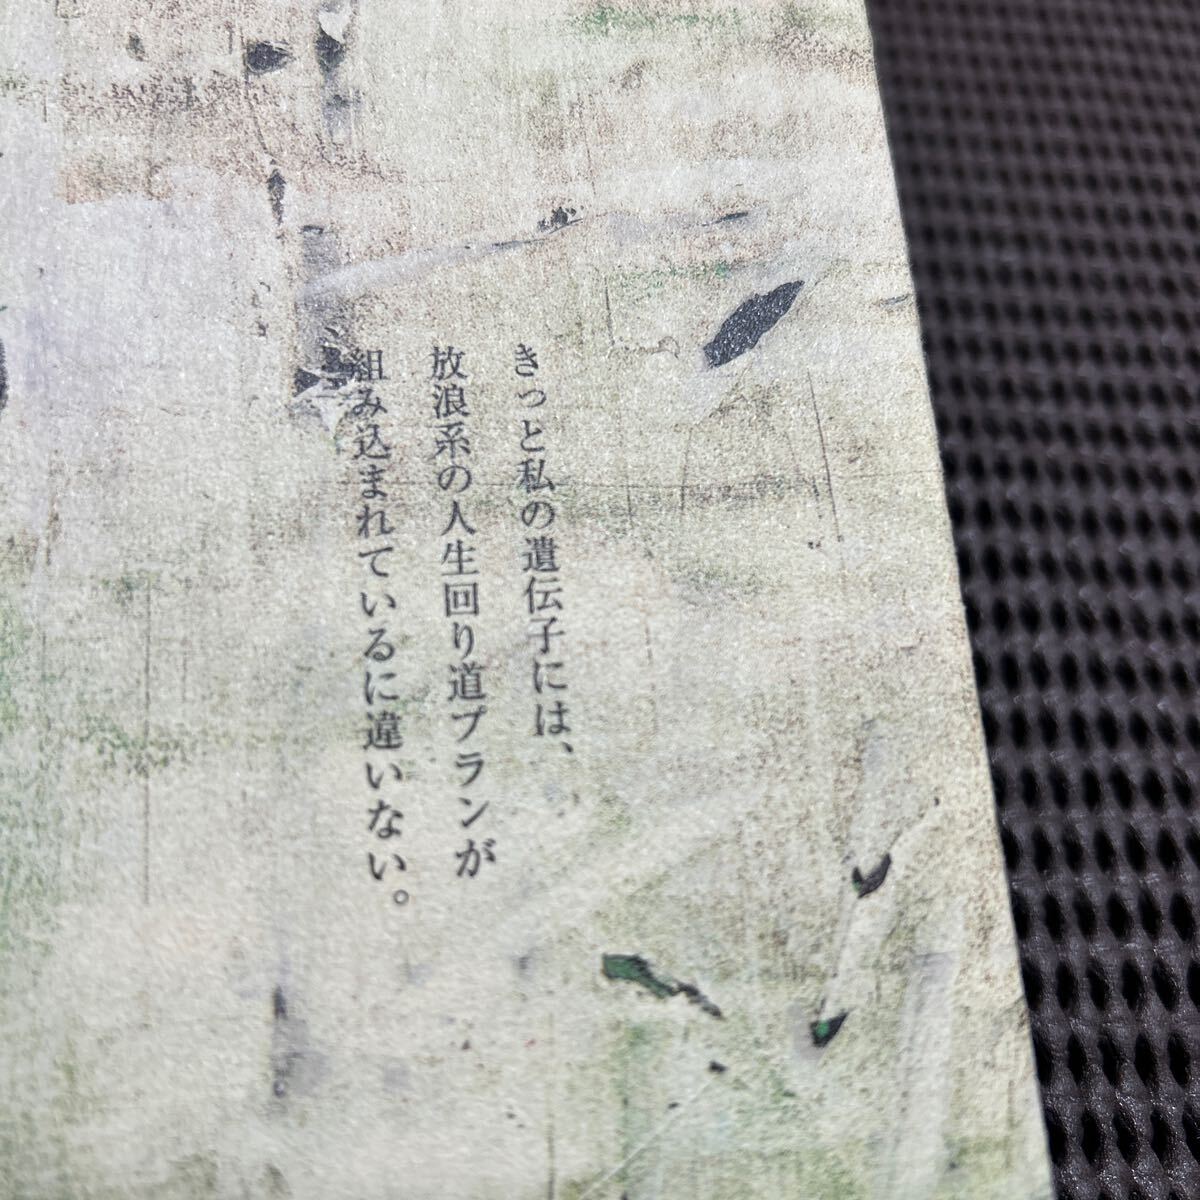 きっと私の遺伝子には、
放浪系の人生回り道プランが
組み込まれているに違いない。